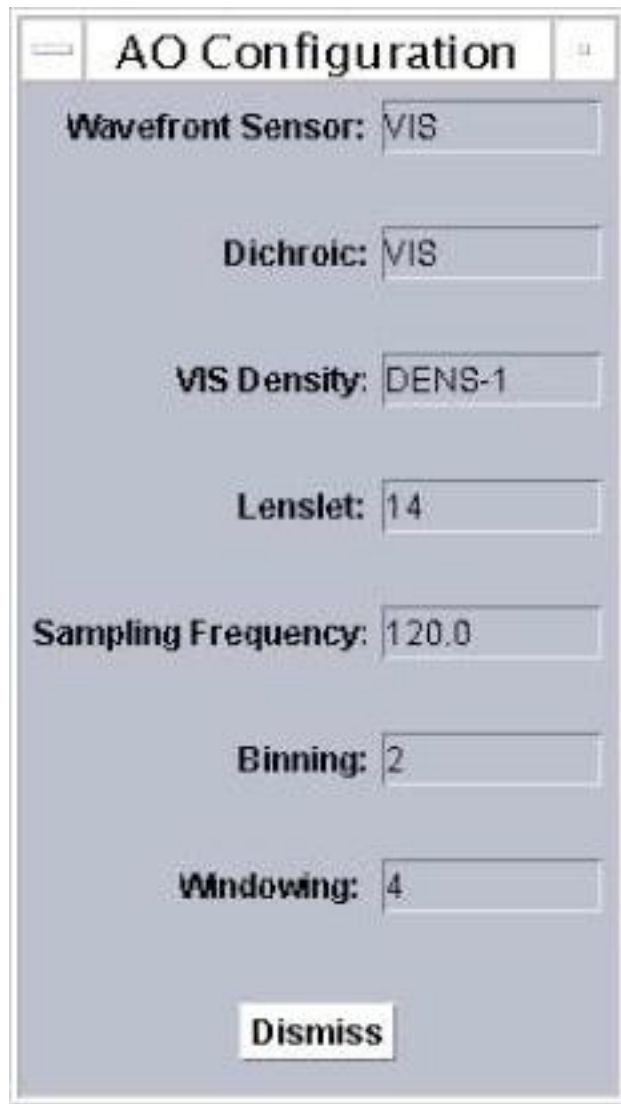 AO Configuration
Wavefront Sensor: VIS
Dichroic: VIS
VIS Density: DENS-1
Lenslet: 14
Sampling Frequency: 120.0
Binning: 2
Windowing: 4
Dismiss